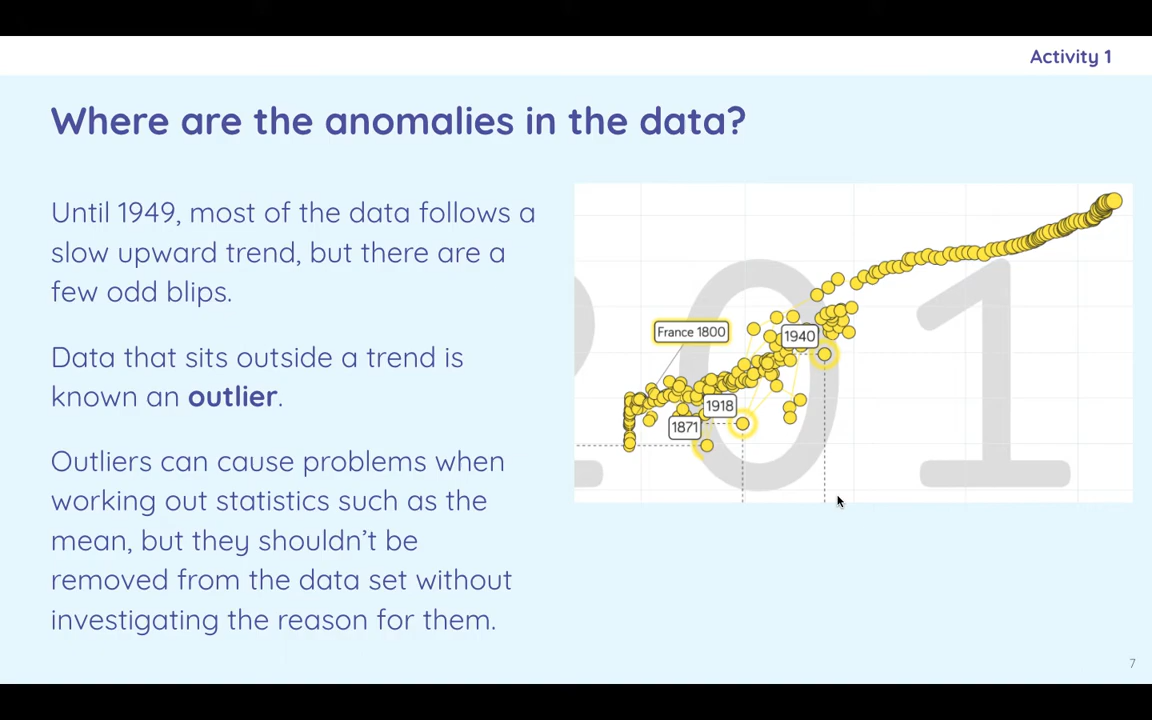 Activity 1
Where are the anomalies in the data?
Until 1949, most of the data follows a
slow upward trend, but there are a
few odd blips.
Data that sits outside a trend is
known an outlier.
Outliers can cause problems when
working out statistics such as the
mean, but they shouldn't be
removed from the data set without
investigating the reason for them.
France 1800
1940
1918
1871
201
7